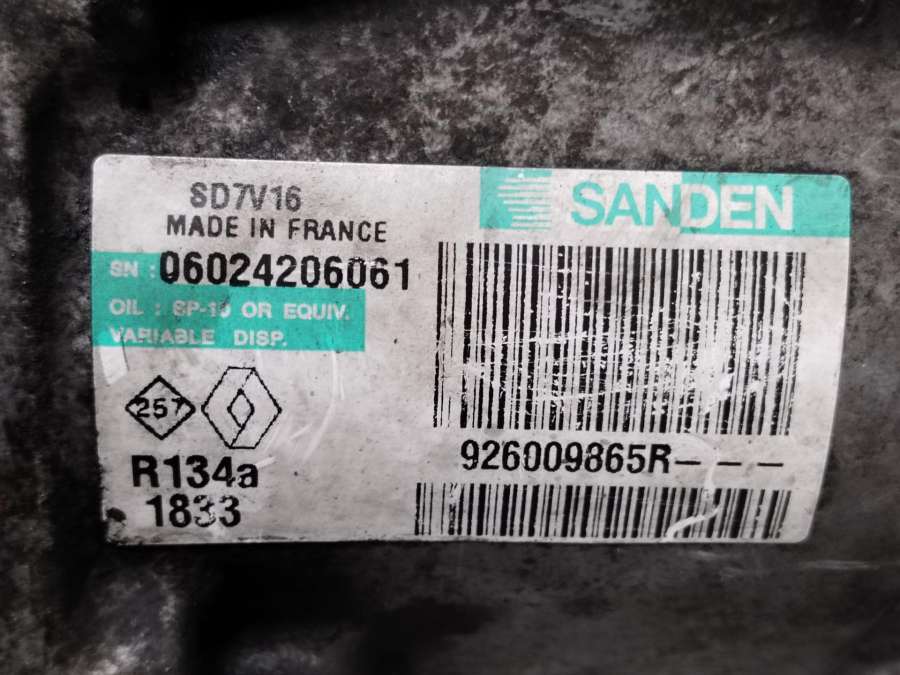 SD7V16
SANDEN
MADE IN FRANCE
SN : 06024206061
OIL : SP-10 OR EQUIV.
VARIABLE DISP.
257
926009865R---
R134a
1833